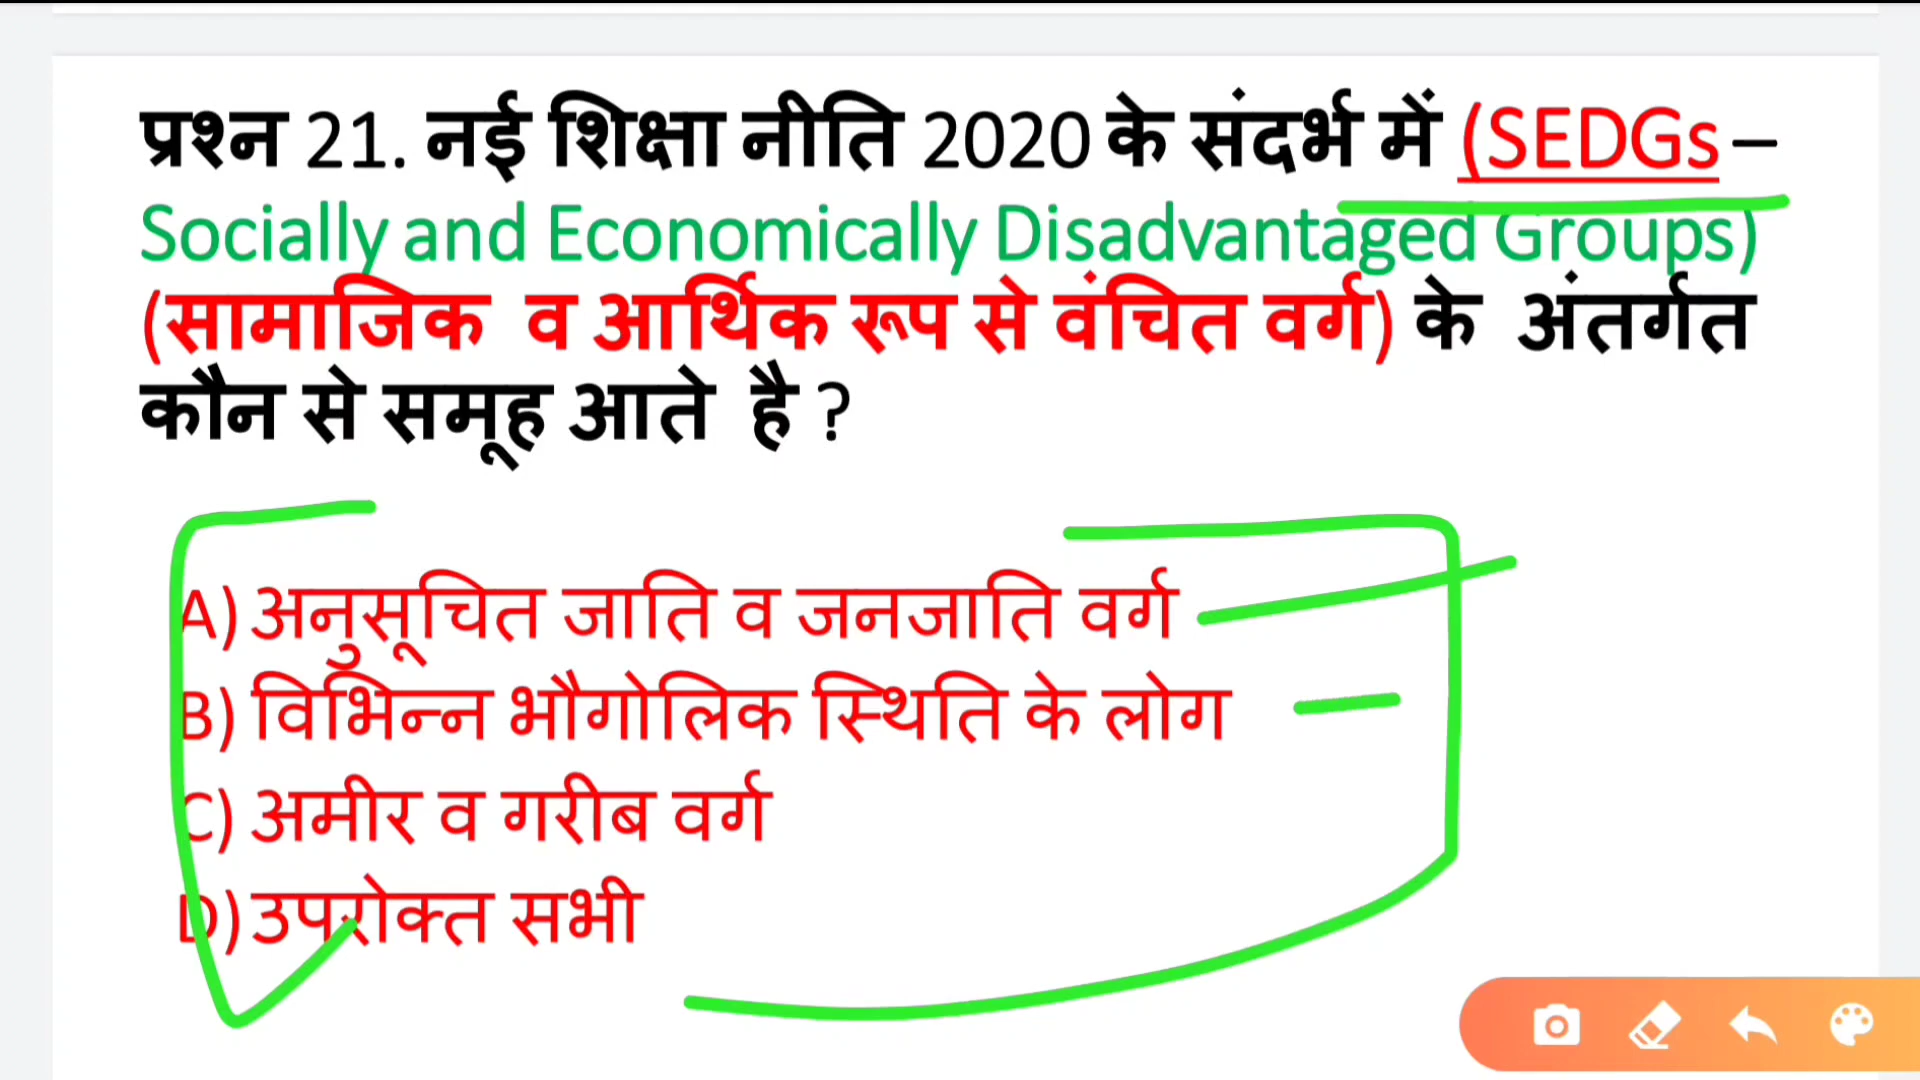 प्रश्न 21. नई शिक्षा नीति 2020 के संदर्भ में (SEDGs –
Socially and Economically Disadvantaged Groups)
(सामाजिक व आर्थिक रूप से वंचित वर्ग) के अंतर्गत
कौन से समूह आते है ?
A) अनुसूचित जाति व जनजाति वर्ग
B) विभिन्न भौगोलिक स्थिति के लोग
C) अमीर व गरीब वर्ग
D) उपरोक्त सभी